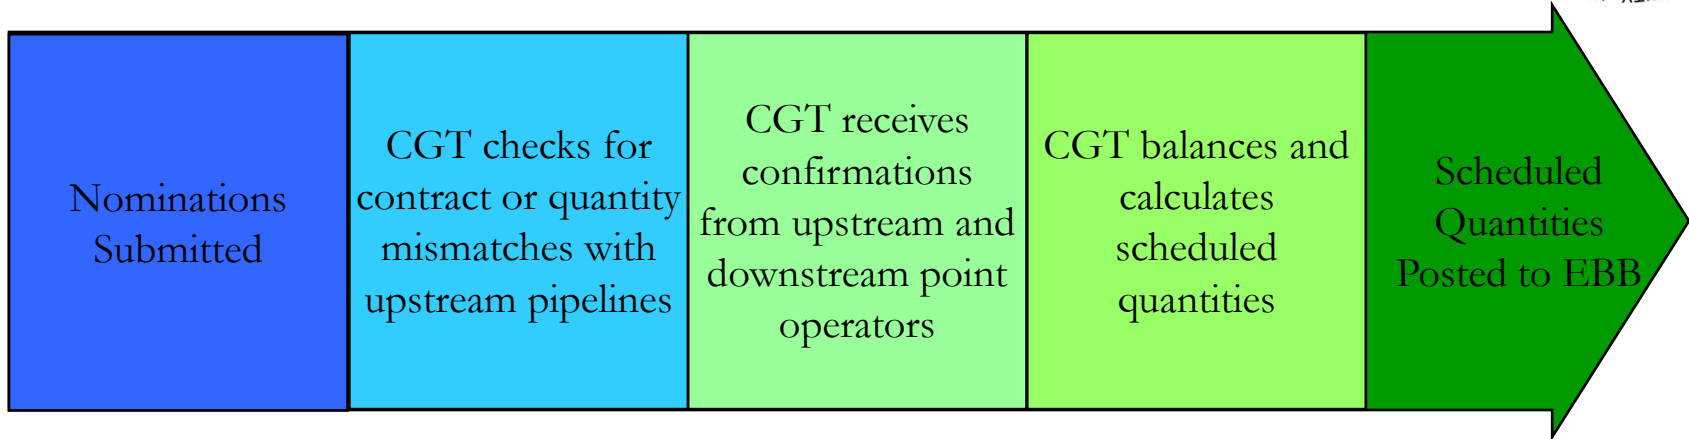 Nominations
Submitted
CGT checks for
contract or quantity
mismatches with
upstream pipelines
CGT receives
confirmations
from upstream and
downstream point
operators
CGT balances and
calculates
scheduled
quantities
Scheduled
Quantities
Posted to EBB